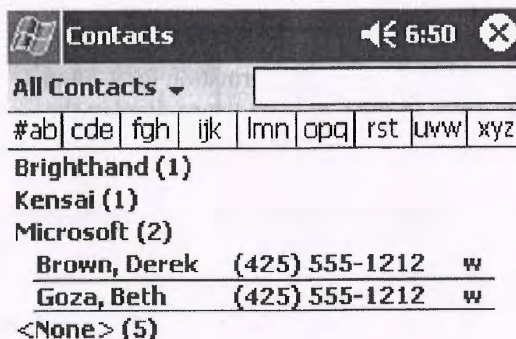 Contacts 6:50
All Contacts
#ab cde fgh ijk lmn opq rst uvw xyz
Brighthand (1)
Kensai (1)
Microsoft (2)
Brown, Derek (425) 555-1212 w
Goza, Beth (425) 555-1212 w
<None> (5)